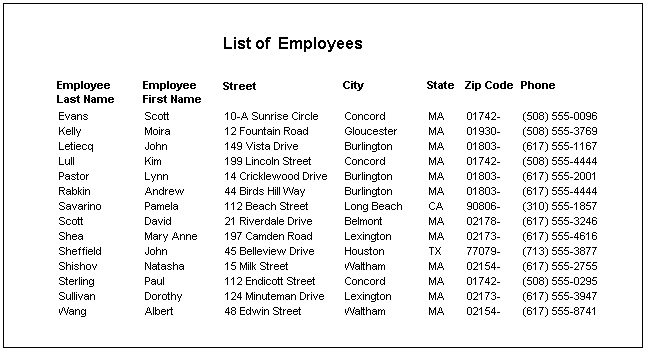 List of Employees
Employee Last Name Employee First Name Street City State Zip Code Phone
Evans Scott 10-A Sunrise Circle Concord MA 01742- (508) 555-0096
Kelly Moira 12 Fountain Road Gloucester MA 01930- (508) 555-3769
Letiecq John 149 Vista Drive Burlington MA 01803- (617) 555-1167
Lull Kim 199 Lincoln Street Concord MA 01742- (508) 555-4444
Pastor Lynn 14 Cricklewood Drive Burlington MA 01803- (617) 555-2001
Rabkin Andrew 44 Birds Hill Way Burlington MA 01803- (617) 555-4444
Savarino Pamela 112 Beach Street Long Beach CA 90806- (310) 555-1857
Scott David 21 Riverdale Drive Belmont MA 02178- (617) 555-3246
Shea Mary Anne 197 Camden Road Lexington MA 02173- (617) 555-4616
Sheffield John 45 Belleview Drive Houston TX 77079- (713) 555-3877
Shishov Natasha 15 Milk Street Waltham MA 02154- (617) 555-2755
Sterling Paul 112 Endicott Street Concord MA 01742- (508) 555-0295
Sullivan Dorothy 124 Minuteman Drive Lexington MA 02173- (617) 555-3947
Wang Albert 48 Edwin Street Waltham MA 02154- (617) 555-8741